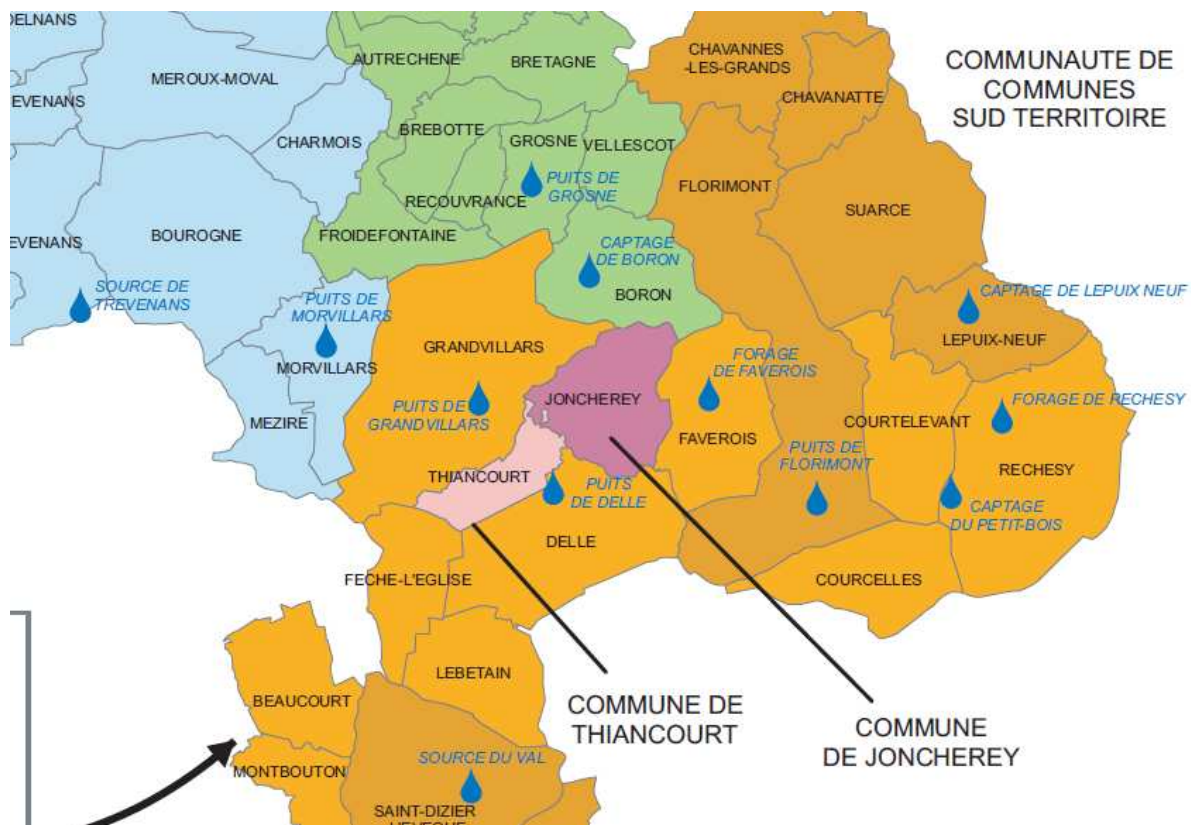 DELNANS
MEROUX-MOVAL
EVENANS
CHARMOIS
AUTRECHENE
BRETAGNE
BREBOTTE
GROSNE
VELLESCOT
PUITS DE
GROSNE
RECOUVRANCE
FROIDEFONTAINE
CHAVANNES
-LES-GRANDS
CHAVANATTE
COMMUNAUTE DE
COMMUNES
SUD TERRITOIRE
FLORIMONT
SUARCE
EVENANS
BOUROGNE
SOURCE DE
TREVENANS
PUITS DE
MORVILLARS
MORVILLARS
MEZIRE
CAPTAGE
DE BORON
BORON
CAPTAGE DE LEPUIX NEUF
LEPUIX-NEUF
GRANDVILLARS
PUITS DE
GRANDVILLARS
JONCHEREY
FORAGE
DE FAVEROIS
FAVEROIS
COURTELEVANT
FORAGE DE RECHESY
RECHESY
PUITS DE
FLORIMONT
CAPTAGE
DU PETIT-BOIS
THIANCOURT
PUITS
DE DELLE
DELLE
FECHE-L'EGLISE
COURCELLES
LEBETAIN
BEAUCOURT
COMMUNE DE
THIANCOURT
COMMUNE
DE JONCHEREY
MONTBOUTON
SOURCE DU VAL
SAINT-DIZIER